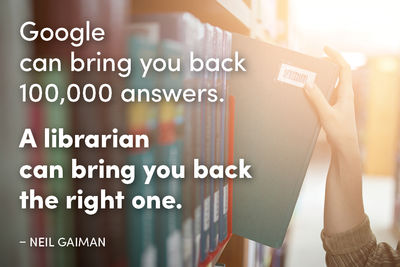 Google
can bring you back
100,000 answers.
A librarian
can bring you back
the right one.
– NEIL GAIMAN